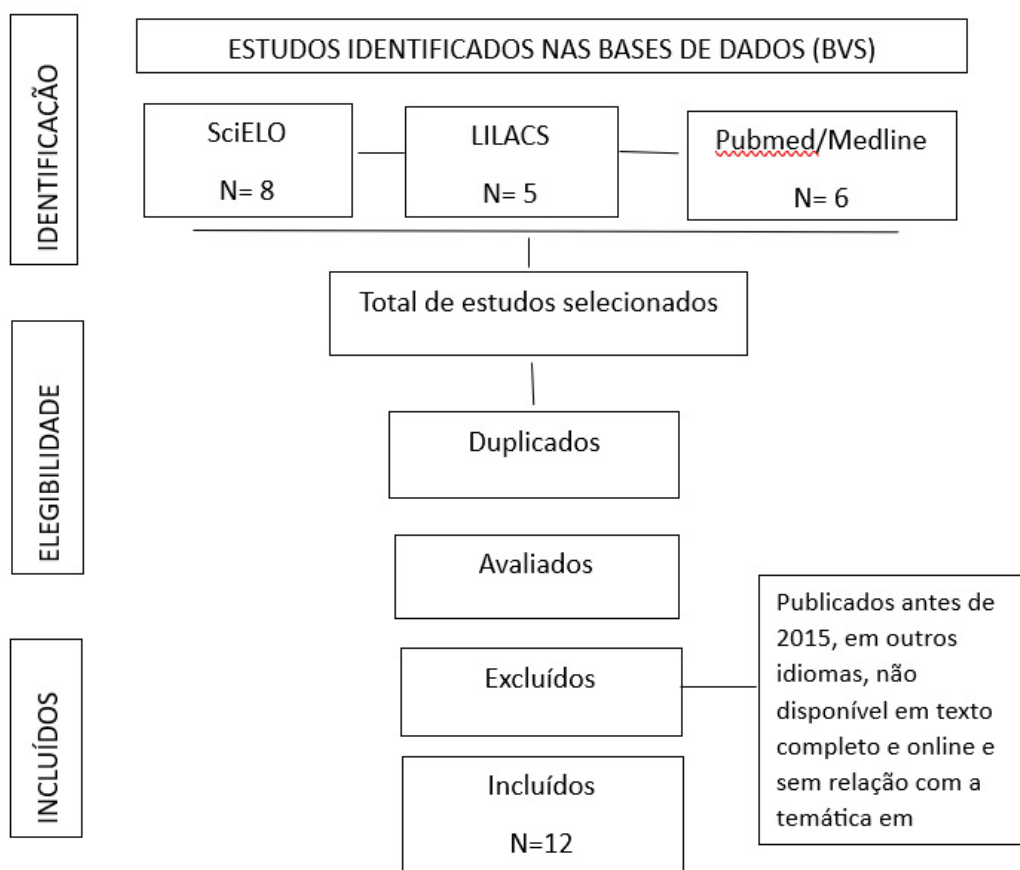 IDENTIFICAÇÃO
ESTUDOS IDENTIFICADOS NAS BASES DE DADOS (BVS)
SciELO
N= 8
LILACS
N= 5
Pubmed/Medline
N= 6
Total de estudos selecionados
ELEGIBILIDADE
Duplicados
Avaliados
INCLUÍDOS
Excluídos
Publicados antes de
2015, em outros
idiomas, não
disponível em texto
completo e online e
sem relação com a
temática em
Incluídos
N=12